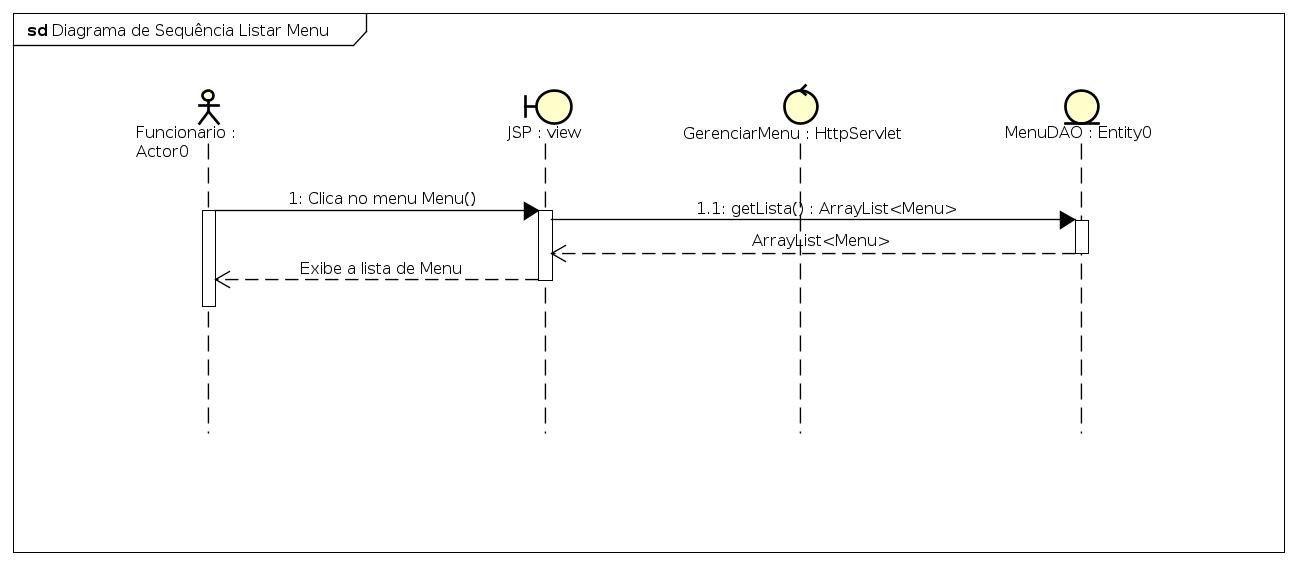 sd Diagrama de Sequência Listar Menu
Funcionario :
Actor0
JSP : view
GerenciarMenu : HttpServlet
MenuDAO : Entity0
1: Clica no menu Menu()
1.1: getLista() : ArrayList<Menu>
ArrayList<Menu>
Exibe a lista de Menu